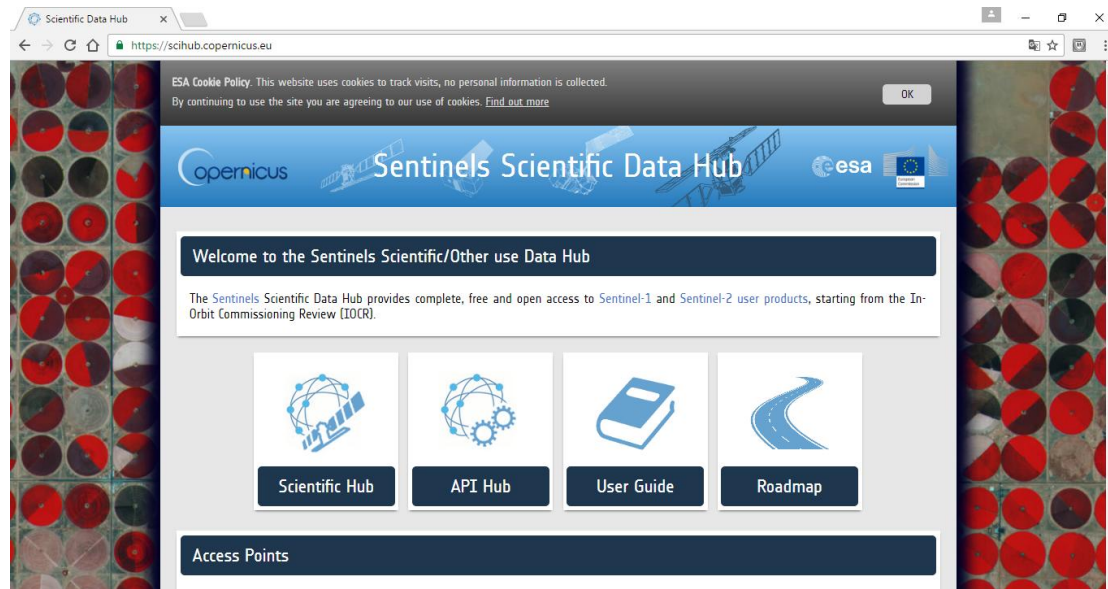 Scientific Data Hub
https://scihub.copernicus.eu
ESA Cookie Policy. This website uses cookies to track visits, no personal information is collected.
By continuing to use the site you are agreeing to our use of cookies. Find out more
OK
opernicus
Sentinels Scientific Data Hub
esa
European
Commission
Welcome to the Sentinels Scientific/Other use Data Hub
The Sentinels Scientific Data Hub provides complete, free and open access to Sentinel-1 and Sentinel-2 user products, starting from the In-
Orbit Commissioning Review (IOCR).
Scientific Hub
API Hub
User Guide
Roadmap
Access Points